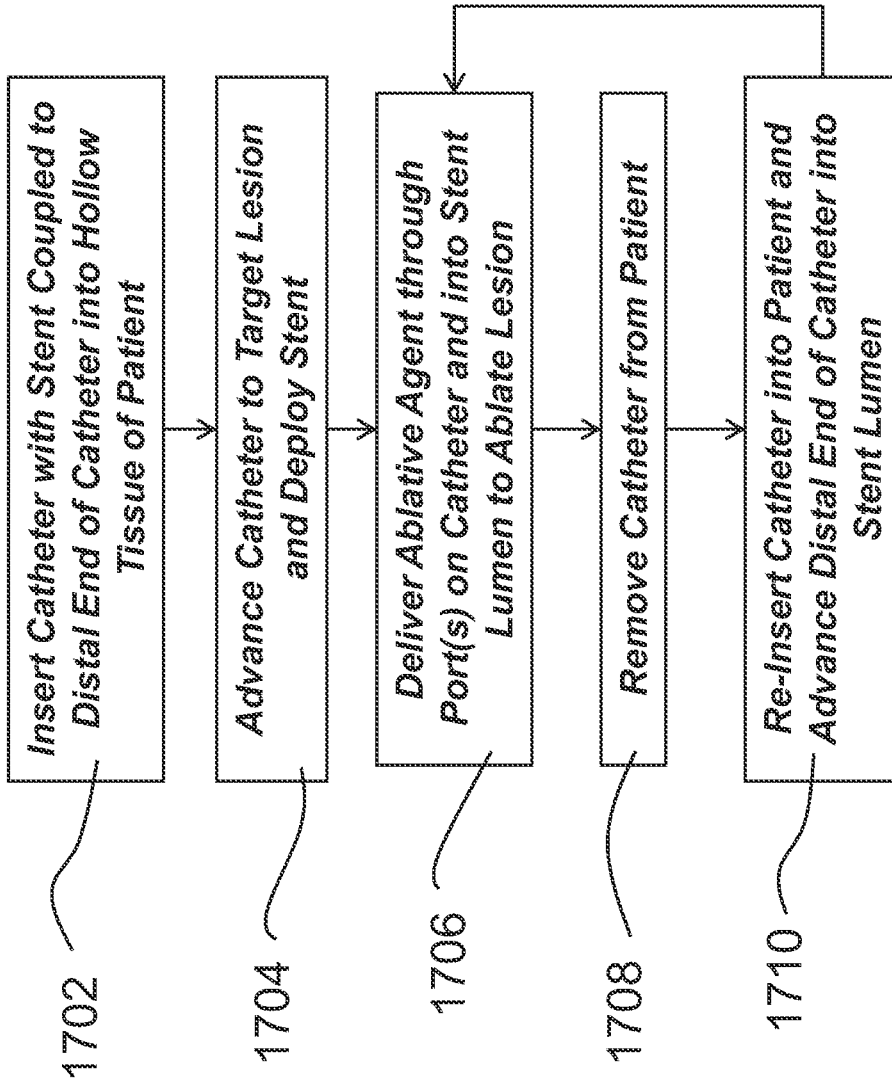 1702
Insert Catheter with Stent Coupled to
Distal End of Catheter into Hollow
Tissue of Patient
1704
Advance Catheter to Target Lesion
and Deploy Stent
1706
Deliver Ablative Agent through
Port(s) on Catheter and into Stent
Lumen to Ablate Lesion
1708
Remove Catheter from Patient
1710
Re-Insert Catheter into Patient and
Advance Distal End of Catheter into
Stent Lumen